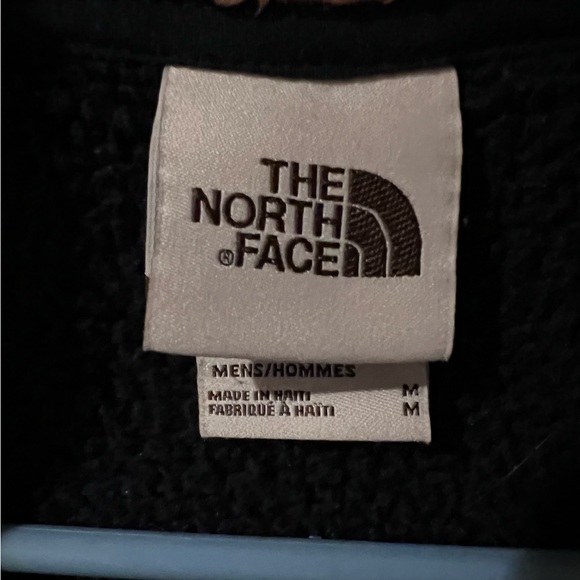 THE
NORTH
®FACE
MENS/HOMMES
MADE IN HAITI M
FABRIQUÉ À HAÏTI M